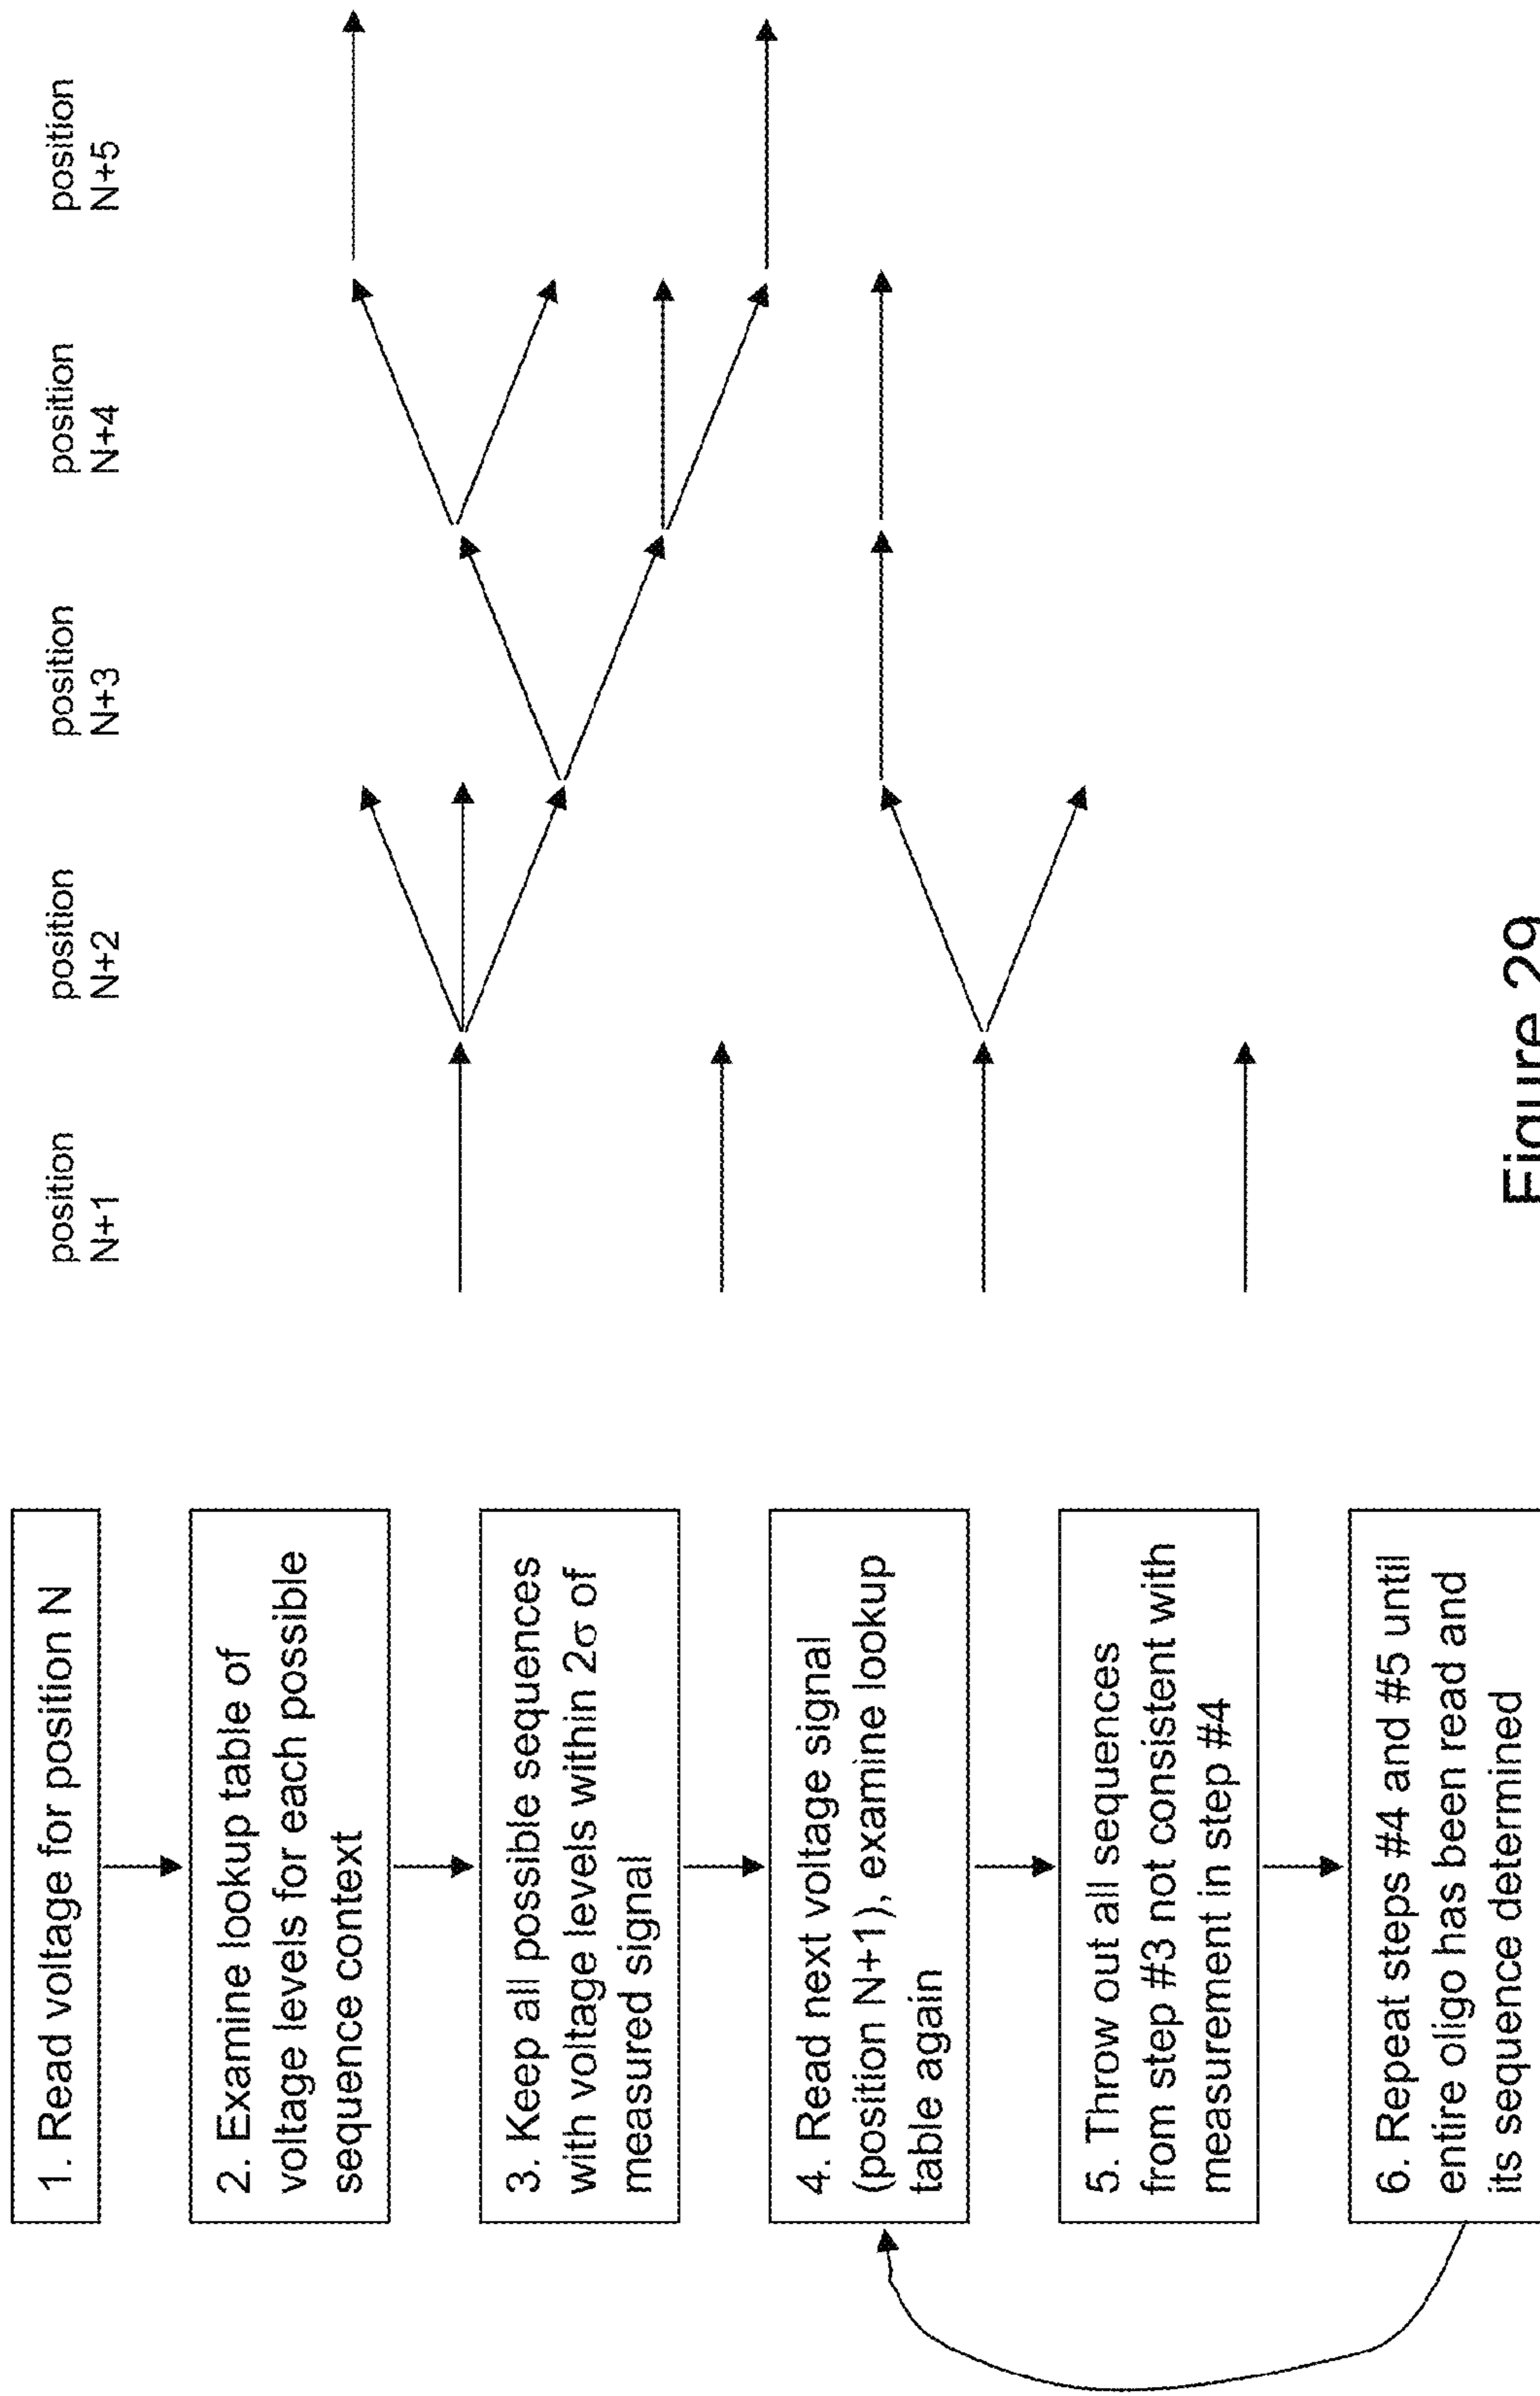 1. Read voltage for position N
2. Examine lookup table of
voltage levels for each possible
sequence context
3. Keep all possible sequences
with voltage levels within 2σ of
measured signal
4. Read next voltage signal
(position N+1), examine lookup
table again
5. Throw out all sequences
from step #3 not consistent with
measurement in step #4
6. Repeat steps #4 and #5 until
entire oligo has been read and
its sequence determined
position
N+1
position
N+2
position
N+3
position
N+4
position
N+5
Figure 29